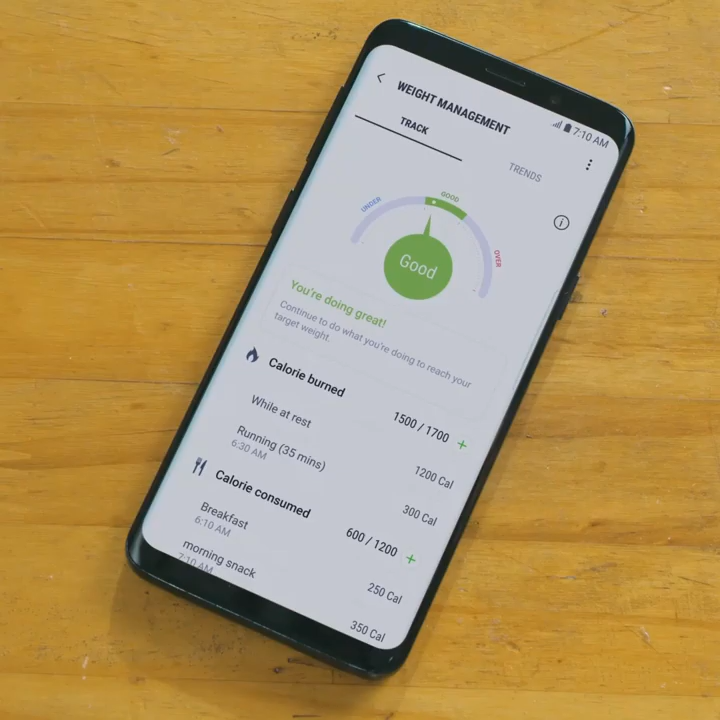 WEIGHT MANAGEMENT
7:10 AM
TRACK
TRENDS
UNDER
GOOD
OVER
Good
You're doing great!
Continue to do what you're doing to reach your
target weight.
Calorie burned
1500 / 1700 +
While at rest
1200 Cal
Running (35 mins)
6:30 AM
300 Cal
Calorie consumed
600 / 1200 +
Breakfast
6:10 AM
250 Cal
morning snack
7:10 AM
350 Cal